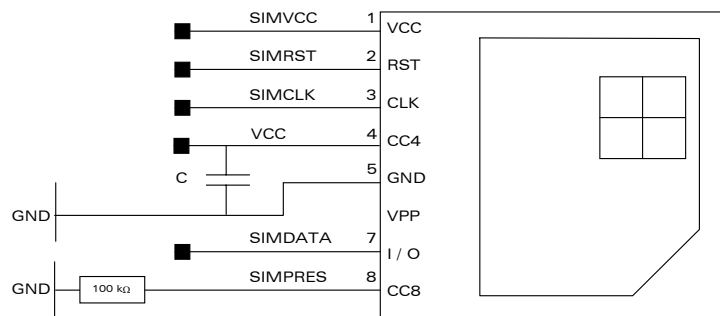 SIMVCC 1 VCC
SIMRST 2 RST
SIMCLK 3 CLK
VCC 4 CC4
C 5 GND
GND VPP
SIMDATA 7 I / O
GND 100 kΩ SIMPRES 8 CC8